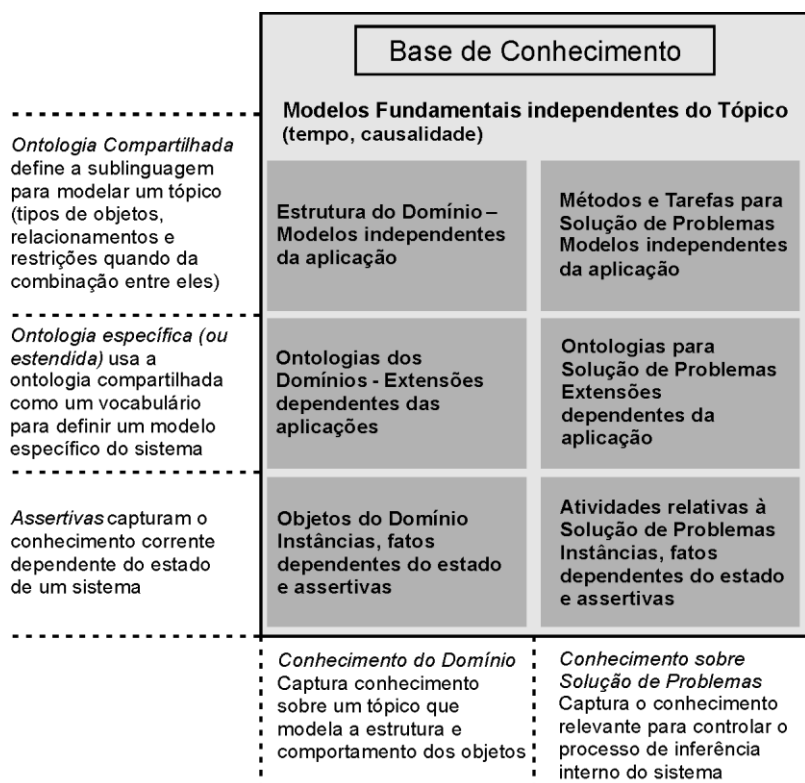 Base de Conhecimento
Modelos Fundamentais independentes do Tópico
(tempo, causalidade)
Ontologia Compartilhada
define a sublinguagem
para modelar um tópico
(tipos de objetos,
relacionamentos e
restrições quando da
combinação entre eles)
Estrutura do Domínio –
Modelos independentes
da aplicação
Métodos e Tarefas para
Solução de Problemas
Modelos independentes
da aplicação
Ontologia específica (ou
estendida) usa a
ontologia compartilhada
como um vocabulário
para definir um modelo
específico do sistema
Ontologias dos
Domínios - Extensões
dependentes das
aplicações
Ontologias para
Solução de Problemas
Extensões
dependentes da
aplicação
Assertivas capturam o
conhecimento corrente
dependente do estado
de um sistema
Objetos do Domínio
Instâncias, fatos
dependentes do estado
e assertivas
Atividades relativas à
Solução de Problemas
Instâncias, fatos
dependentes do estado
e assertivas
Conhecimento do Domínio
Captura conhecimento
sobre um tópico que
modela a estrutura e
comportamento dos objetos
Conhecimento sobre
Solução de Problemas
Captura o conhecimento
relevante para controlar o
processo de inferência
interno do sistema